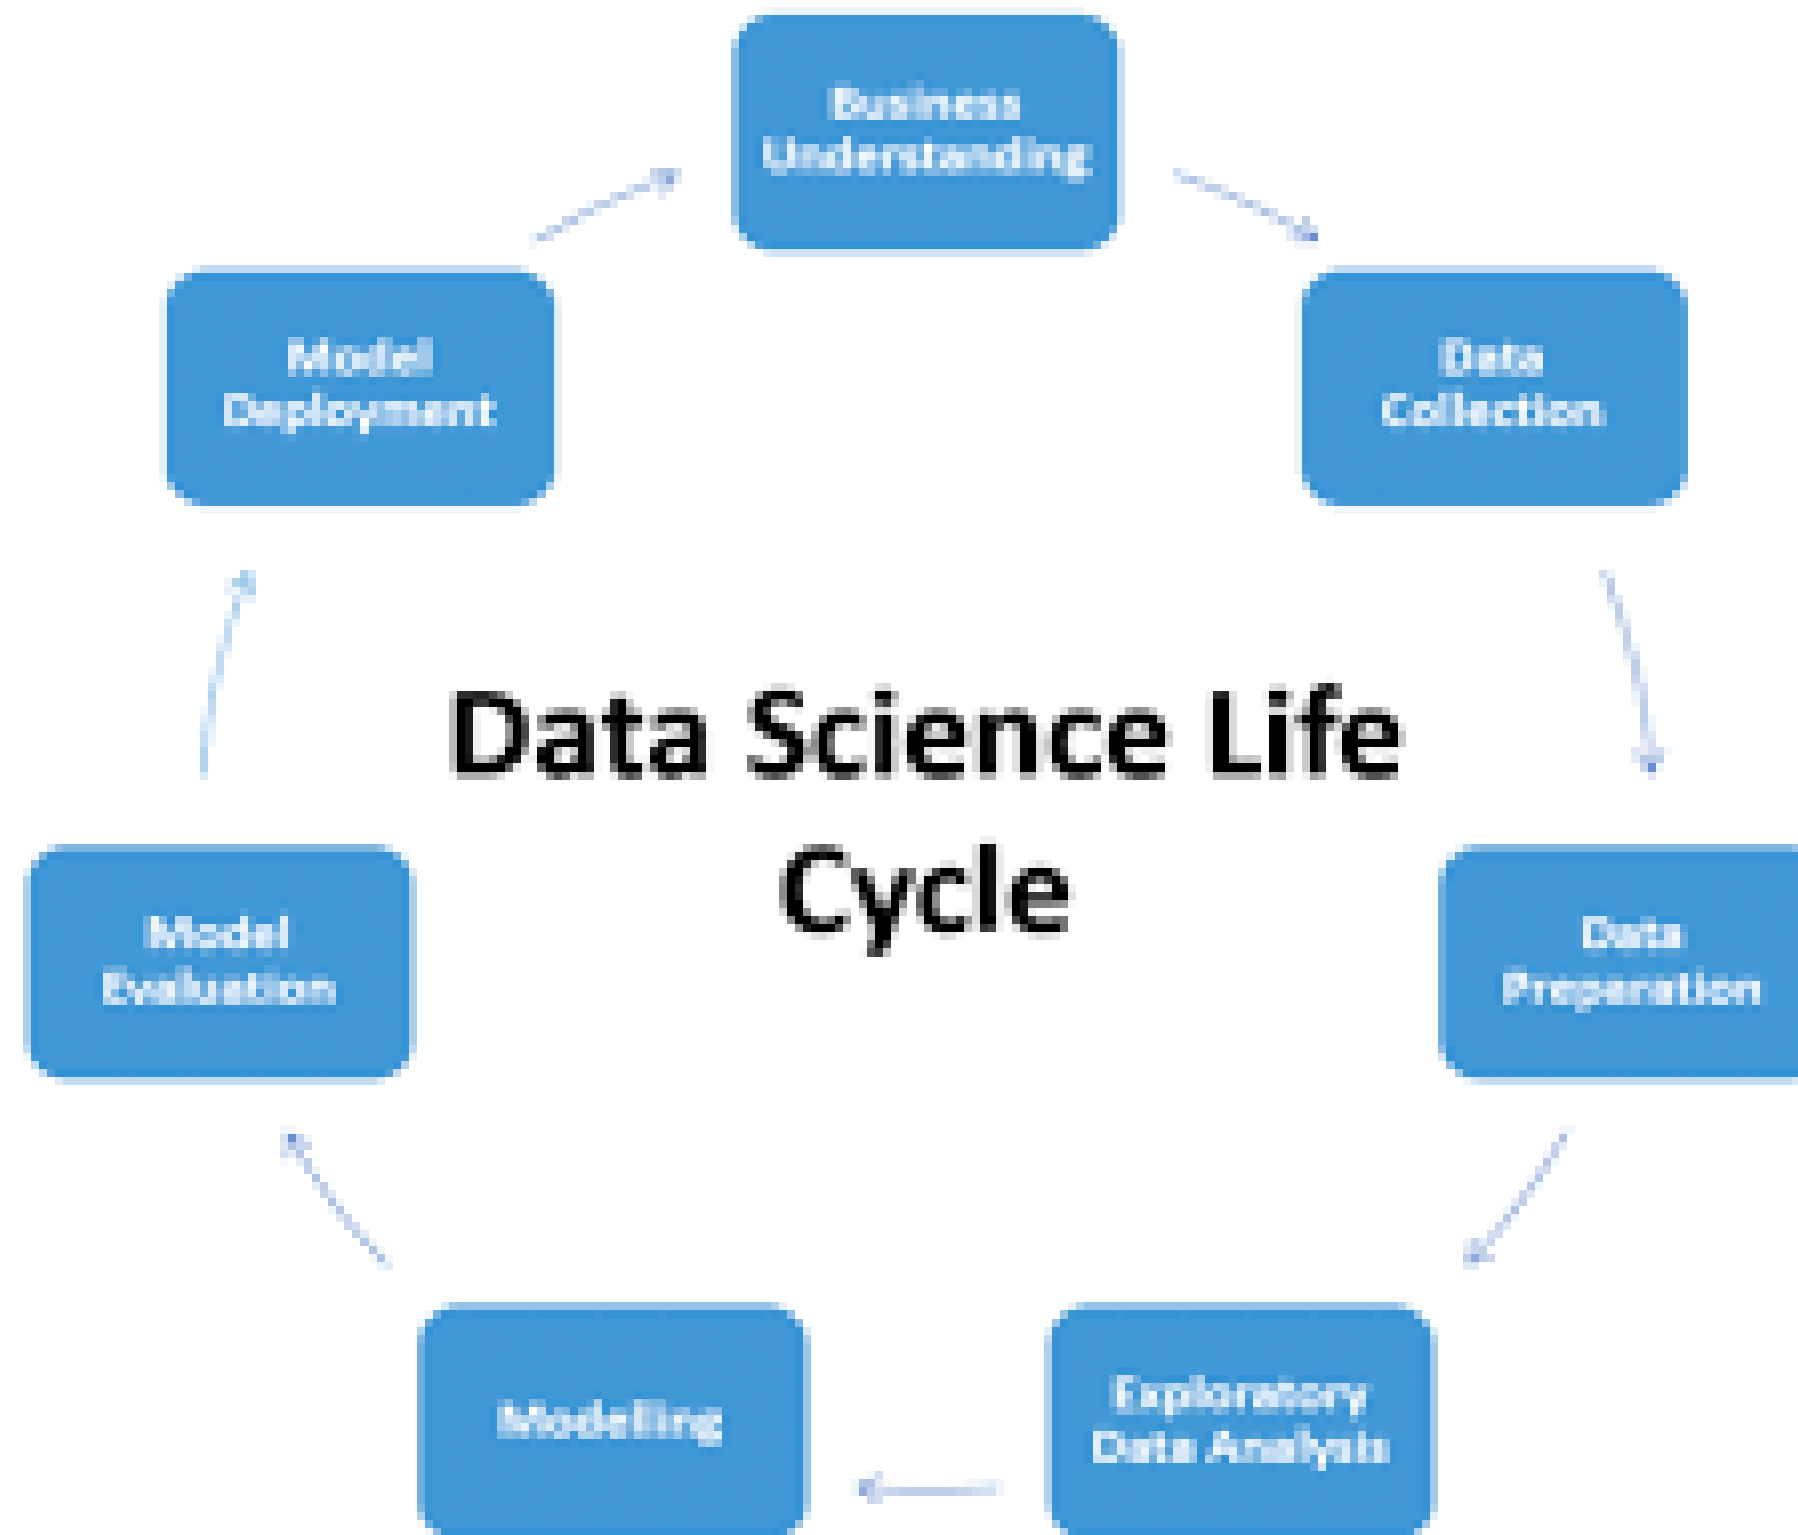 Business
Understanding
Data
Collection
Data
Preparation
Exploratory
Data Analysis
Modelling
Model
Evaluation
Model
Deployment
Data Science Life
Cycle